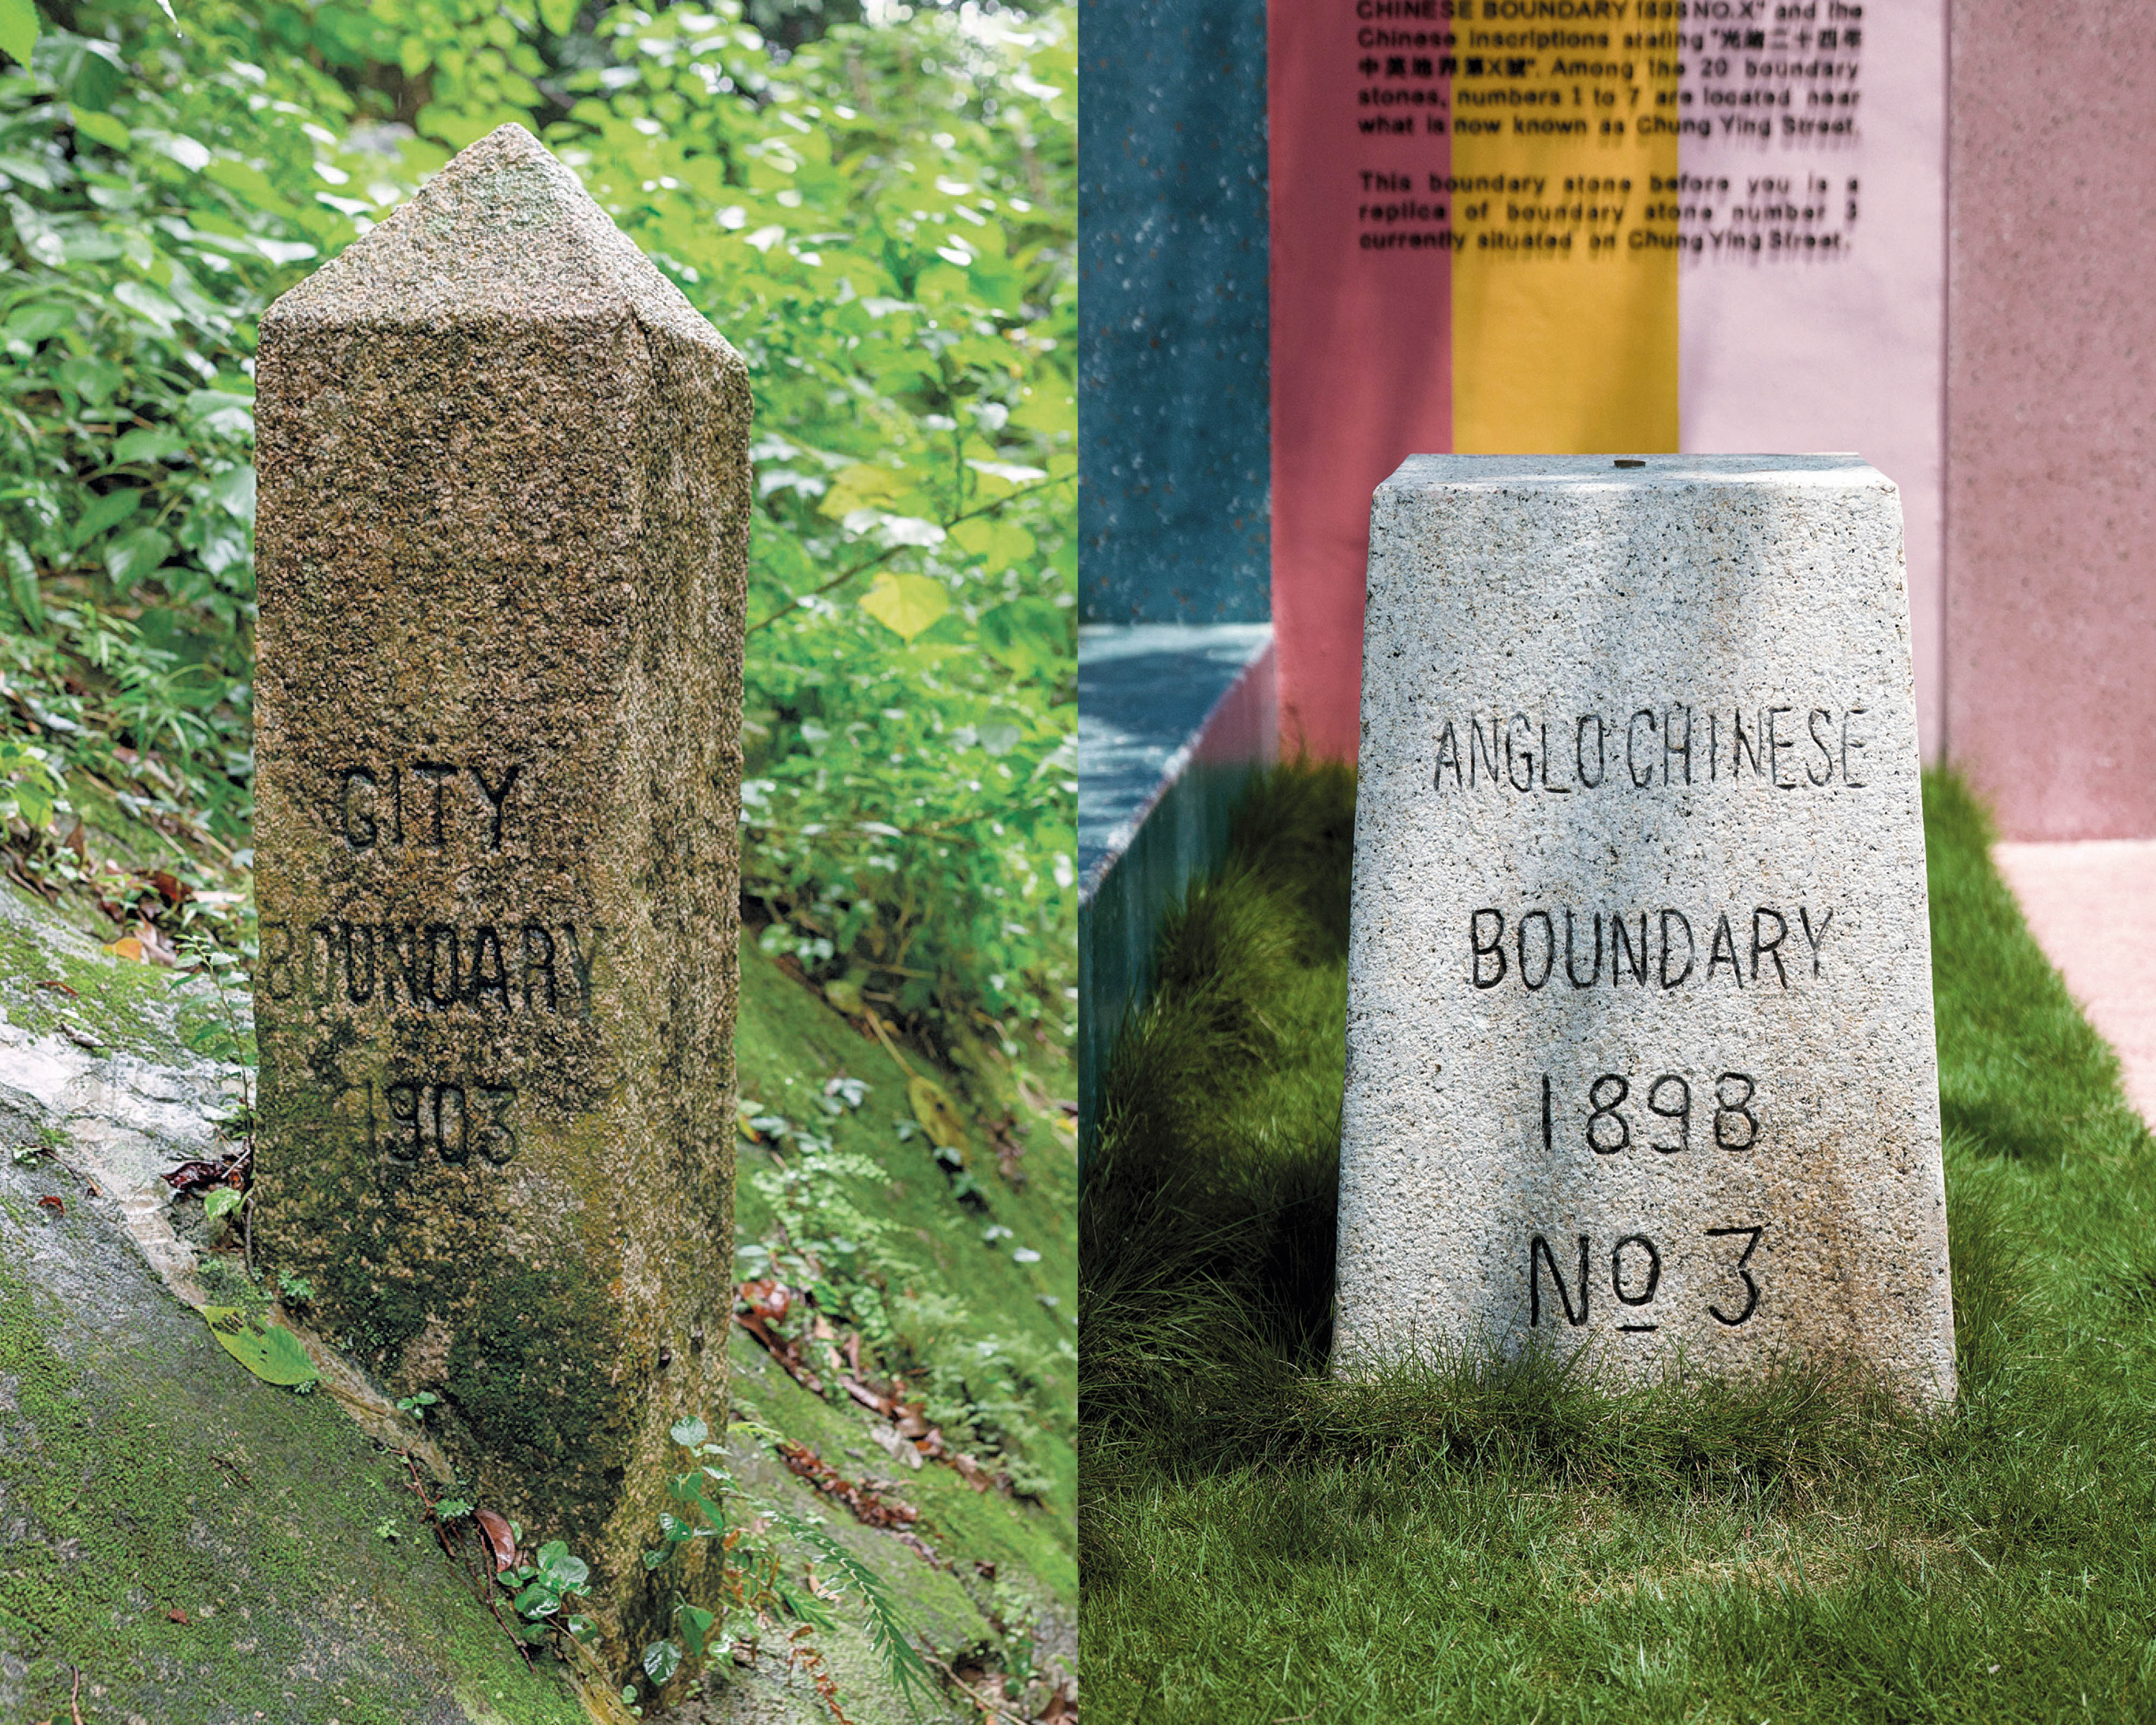 CITY
BOUNDARY
1903
CHINESE BOUNDARY 1898 NO.X" and the
Chinese inscriptions stating "光緒二十四年
中英地界第X號". Among the 20 boundary
stones, numbers 1 to 7 are located near
what is now known as Chung Ying Street.
This boundary stone before you is a
replica of boundary stone number 3
currently situated on Chung Ying Street.
ANGLO CHINESE
BOUNDARY
1898
No 3